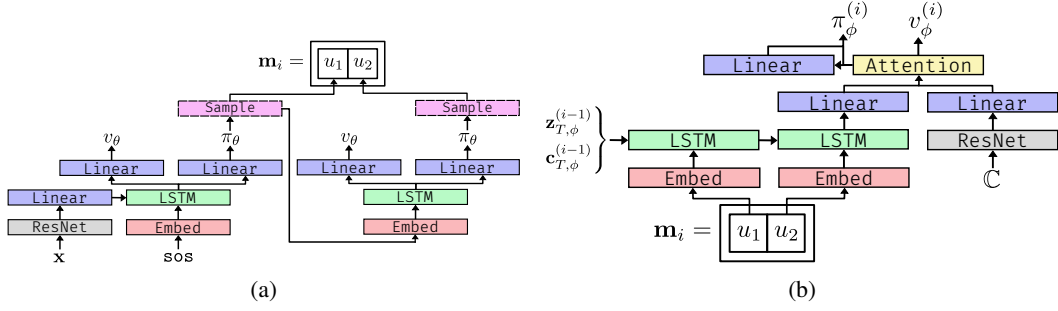 m_i = u_1 u_2
Sample Sample
v_θ π_θ v_θ π_θ
Linear Linear Linear Linear
Linear LSTM LSTM
ResNet Embed Embed
x sos
(a)
π_ϕ^(i) v_ϕ^(i)
Linear Attention
Linear Linear
z_{T,ϕ}^(i−1)
c_{T,ϕ}^(i−1)
LSTM LSTM ResNet
Embed Embed ℂ
m_i = u_1 u_2
(b)